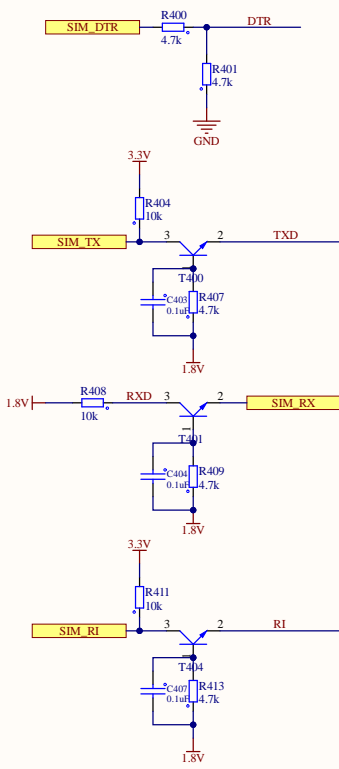 R400
SIM_DTR
4.7k
DTR
R401
4.7k
GND
3.3V
R404
10k
SIM_TX
3
2
TXD
T400
C403
0.1uF
R407
4.7k
1.8V
R408
1.8V
10k
RXD
3
2
SIM_RX
1
T401
C404
0.1uF
R409
4.7k
1.8V
3.3V
R411
10k
SIM_RI
3
2
RI
T404
C407
0.1uF
R413
4.7k
1.8V